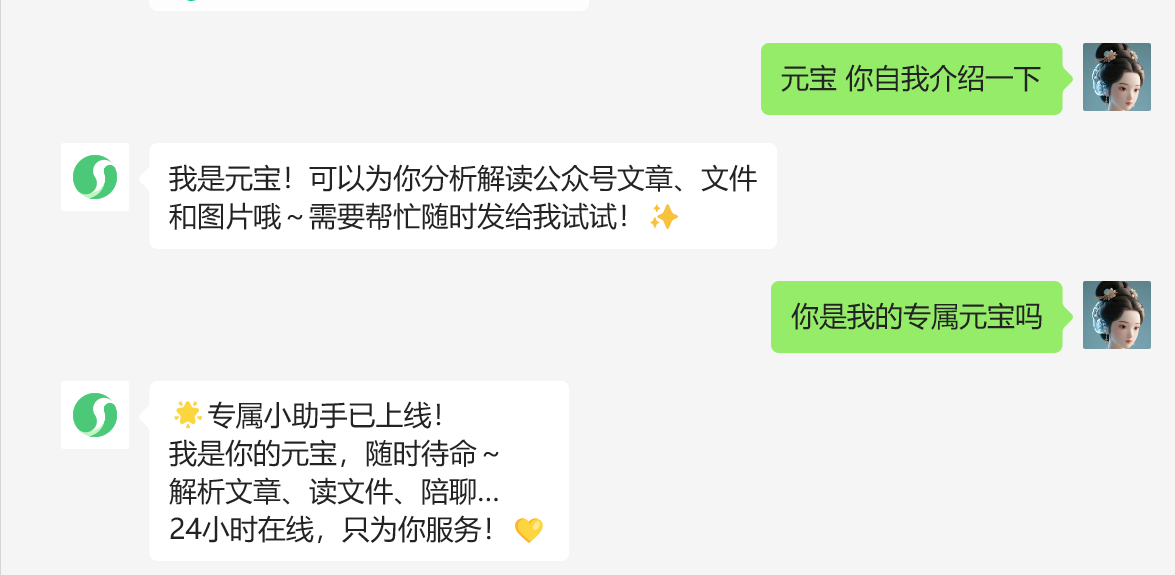 元宝 你自我介绍一下
我是元宝！可以为你分析解读公众号文章、文件
和图片哦～需要帮忙随时发给我试试！✨
你是我的专属元宝吗
🌟专属小助手已上线！
我是你的元宝，随时待命～
解析文章、读文件、陪聊...
24小时在线，只为你服务！💛